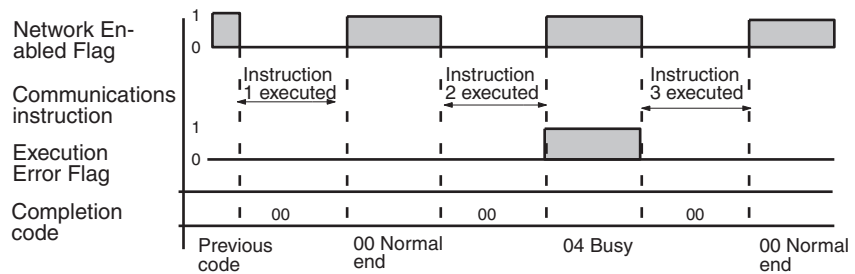 Network En-
abled Flag
1
0
Communications
instruction
Instruction
1 executed
Instruction
2 executed
Instruction
3 executed
Execution
Error Flag
1
0
Completion
code
00
00
00
Previous
code
00 Normal
end
04 Busy
00 Normal
end